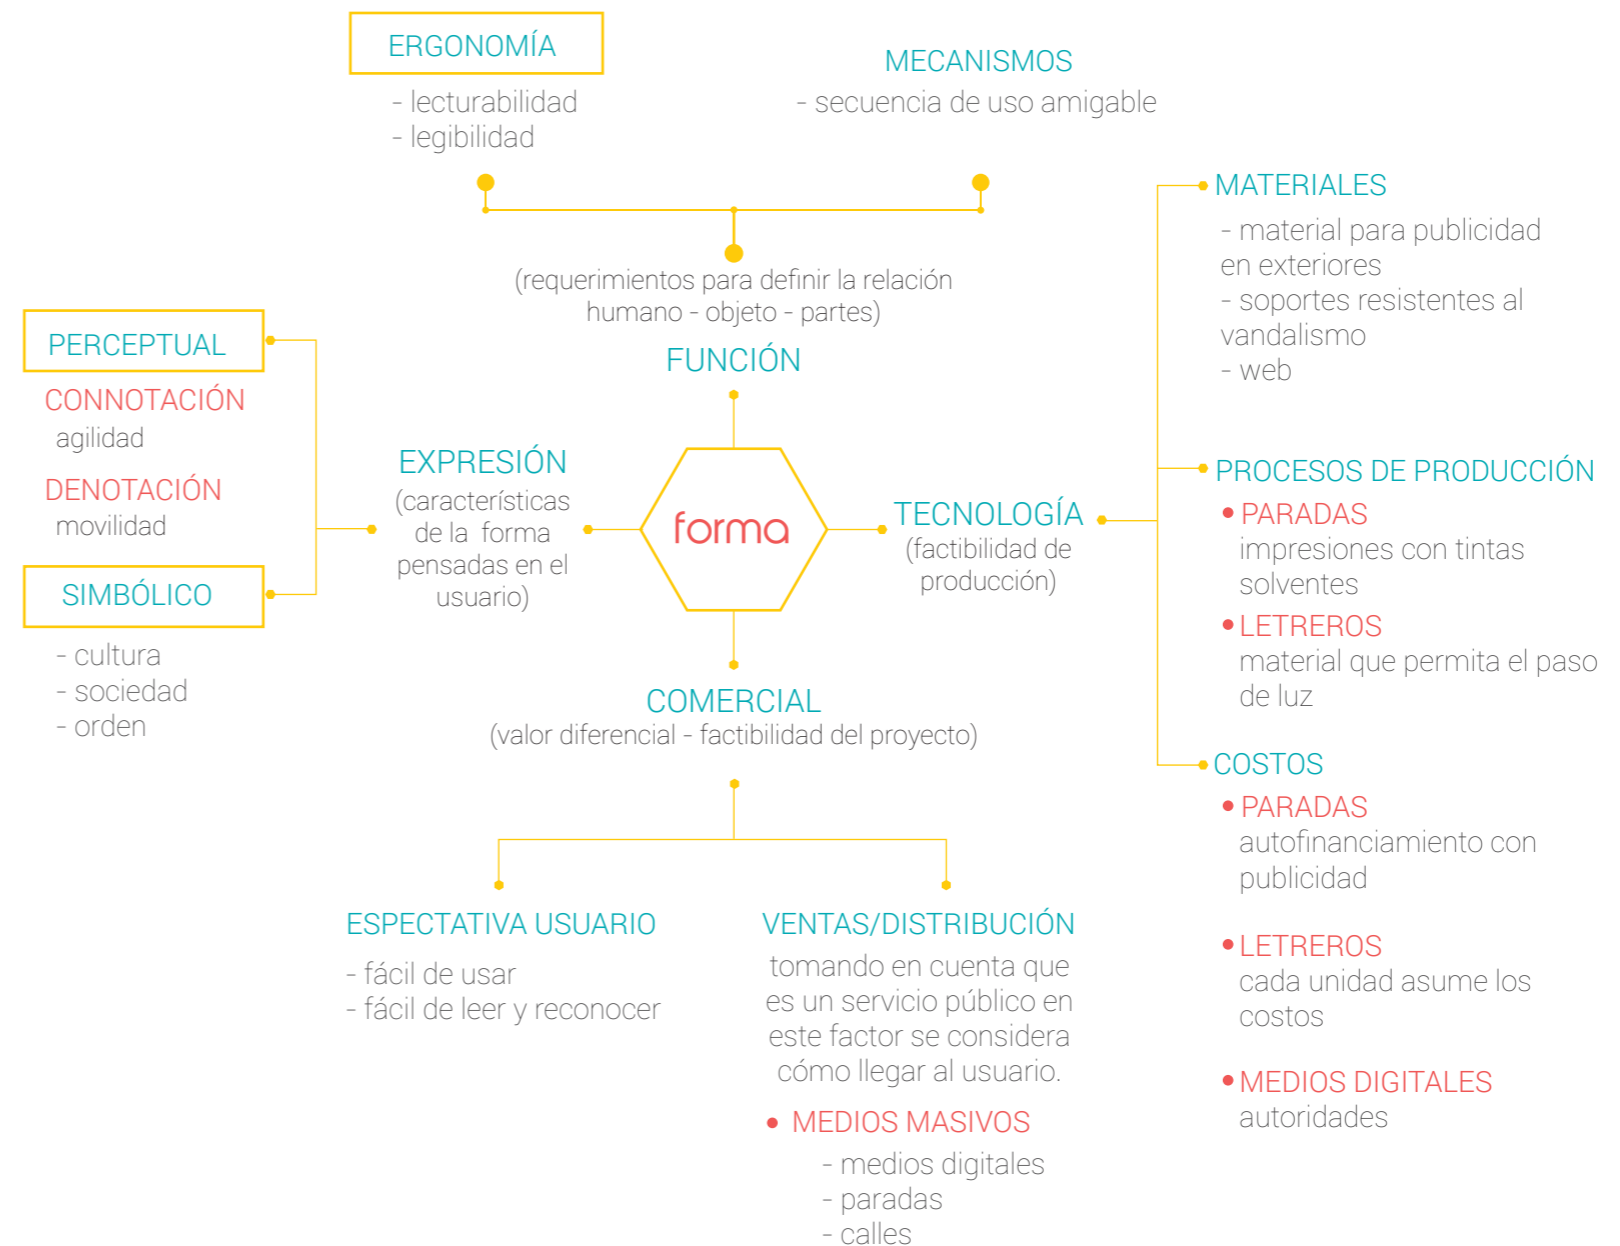 ERGONOMÍA
- lecturabilidad
- legibilidad
MECANISMOS
- secuencia de uso amigable
(requerimientos para definir la relación
humano - objeto - partes)
FUNCIÓN
PERCEPTUAL
CONNOTACIÓN
agilidad
DENOTACIÓN
movilidad
SIMBÓLICO
- cultura
- sociedad
- orden
EXPRESIÓN
(características
de la forma
pensadas en el
usuario)
forma
TECNOLOGÍA
(factibilidad de
producción)
MATERIALES
- material para publicidad
en exteriores
- soportes resistentes al
vandalismo
- web
PROCESOS DE PRODUCCIÓN
• PARADAS
impresiones con tintas
solventes
• LETREROS
material que permita el paso
de luz
COSTOS
• PARADAS
autofinanciamiento con
publicidad
• LETREROS
cada unidad asume los
costos
• MEDIOS DIGITALES
autoridades
COMERCIAL
(valor diferencial - factibilidad del proyecto)
ESPECTATIVA USUARIO
- fácil de usar
- fácil de leer y reconocer
VENTAS/DISTRIBUCIÓN
tomando en cuenta que
es un servicio público en
este factor se considera
cómo llegar al usuario.
• MEDIOS MASIVOS
- medios digitales
- paradas
- calles